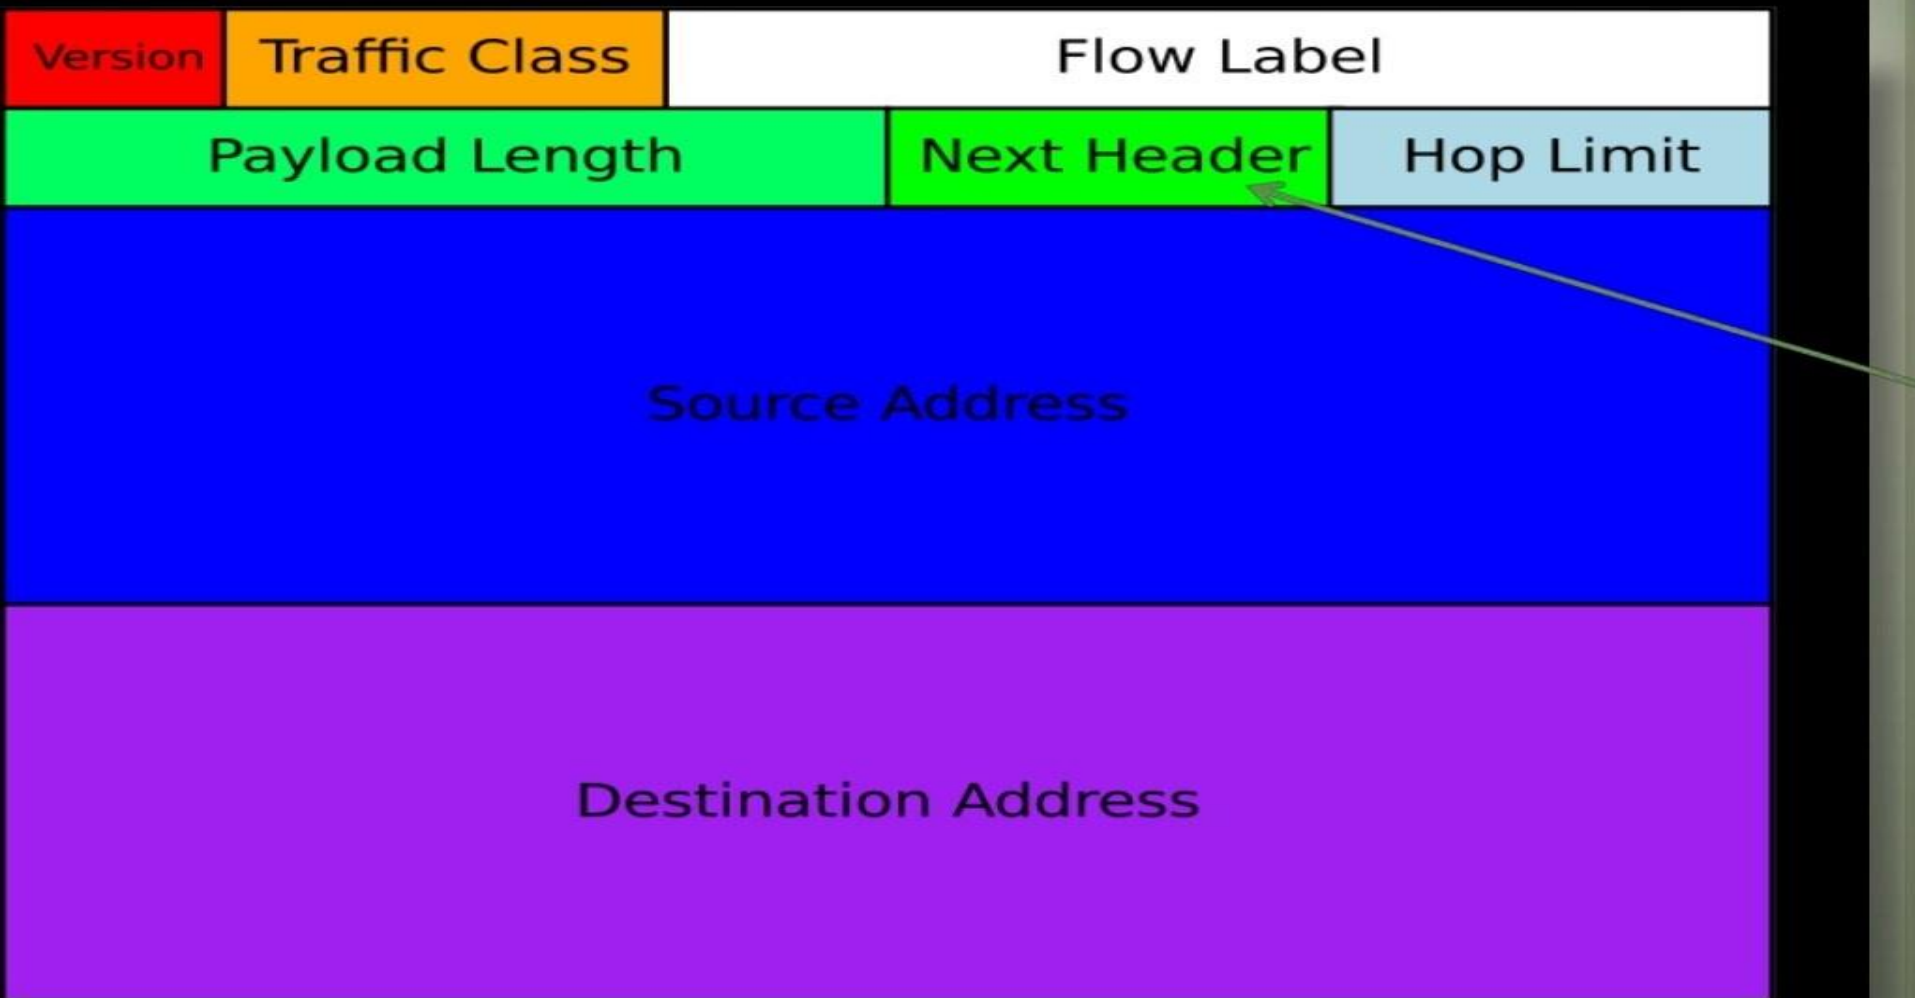 Version Traffic Class Flow Label
Payload Length Next Header Hop Limit
Source Address
Destination Address